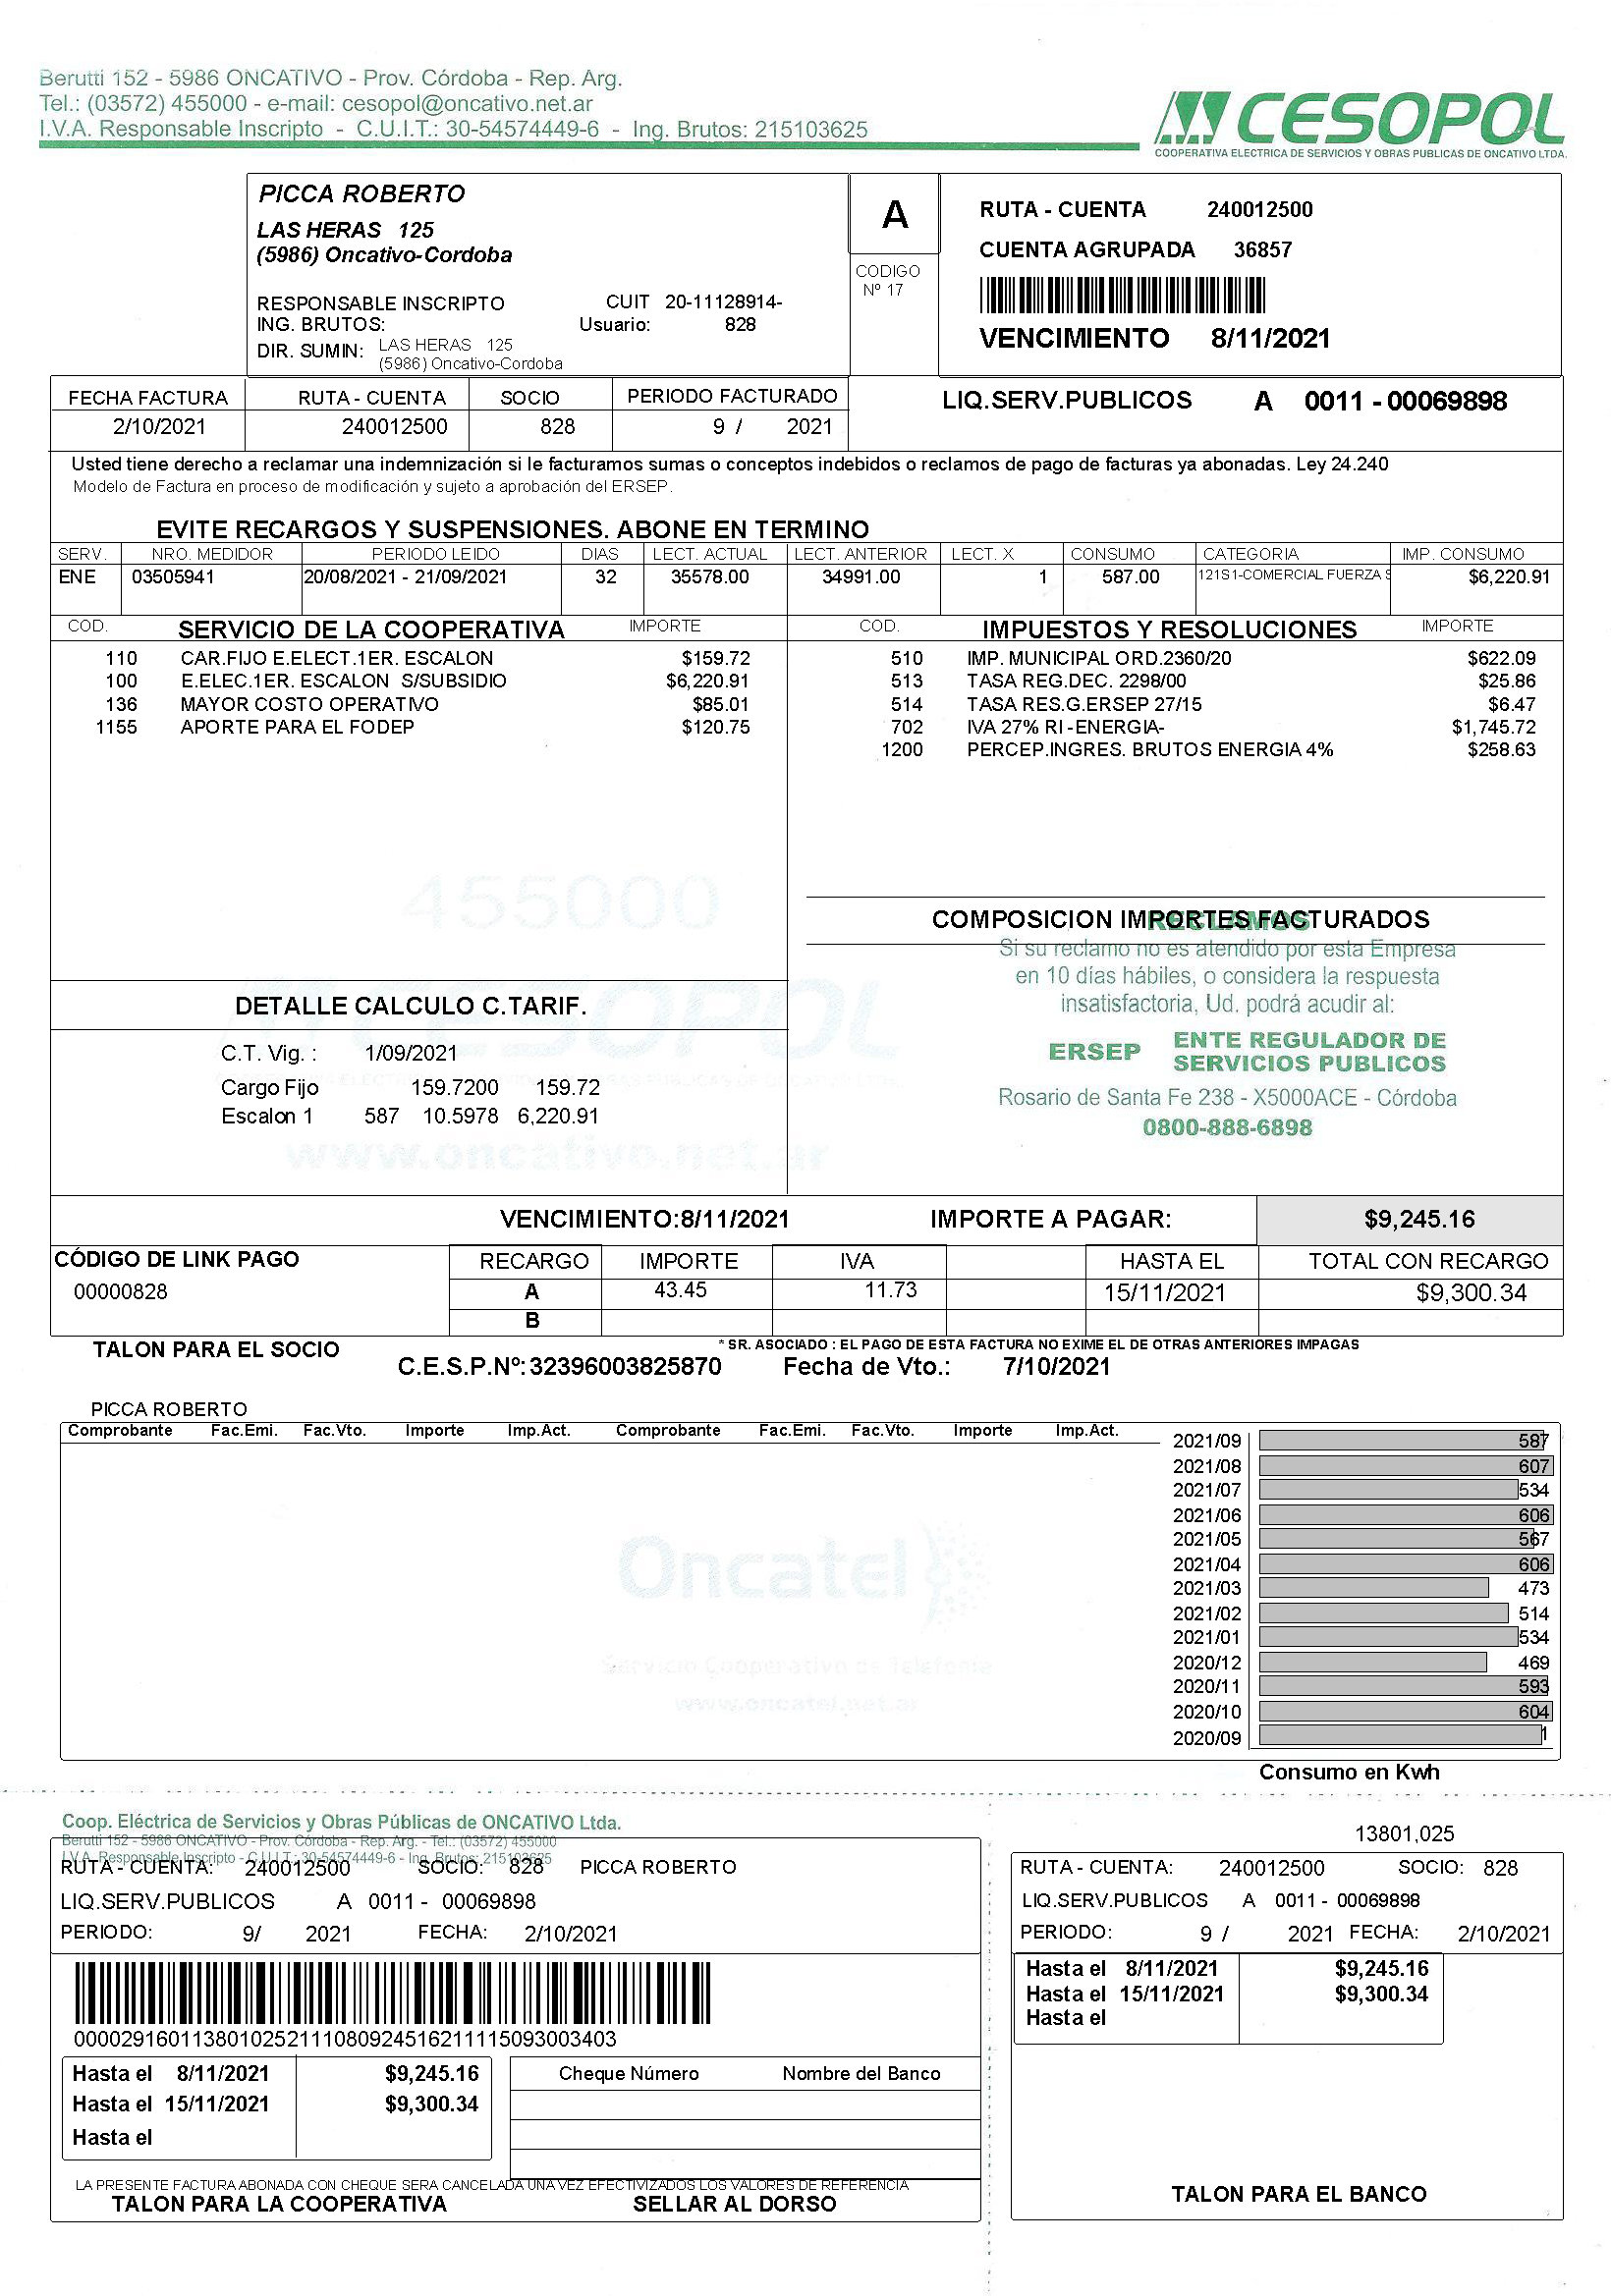 Berutti 152 - 5986 ONCATIVO - Prov. Córdoba - Rep. Arg.
Tel.: (03572) 455000 - e-mail: cesopol@oncativo.net.ar
I.V.A. Responsable Inscripto - C.U.I.T.: 30-54574449-6 - Ing. Brutos: 215103625
CESOPOL
COOPERATIVA ELECTRICA DE SERVICIOS Y OBRAS PUBLICAS DE ONCATIVO LTDA.
PICCA ROBERTO
LAS HERAS 125
(5986) Oncativo-Cordoba
RESPONSABLE INSCRIPTO CUIT 20-11128914-
ING. BRUTOS: Usuario: 828
DIR. SUMIN: LAS HERAS 125
(5986) Oncativo-Cordoba
A
CODIGO
Nº 17
RUTA - CUENTA 240012500
CUENTA AGRUPADA 36857
VENCIMIENTO 8/11/2021
FECHA FACTURA RUTA - CUENTA SOCIO PERIODO FACTURADO
2/10/2021 240012500 828 9 / 2021
LIQ.SERV.PUBLICOS A 0011 - 00069898
Usted tiene derecho a reclamar una indemnización si le facturamos sumas o conceptos indebidos o reclamos de pago de facturas ya abonadas. Ley 24.240
Modelo de Factura en proceso de modificación y sujeto a aprobación del ERSEP.
EVITE RECARGOS Y SUSPENSIONES. ABONE EN TERMINO
SERV. NRO. MEDIDOR PERIODO LEIDO DIAS LECT. ACTUAL LECT. ANTERIOR LECT. X CONSUMO CATEGORIA IMP. CONSUMO
ENE 03505941 20/08/2021 - 21/09/2021 32 35578.00 34991.00 1 587.00 121S1-COMERCIAL FUERZA S $6,220.91
COD. SERVICIO DE LA COOPERATIVA IMPORTE
110 CAR.FIJO E.ELECT.1ER. ESCALON $159.72
100 E.ELEC.1ER. ESCALON S/SUBSIDIO $6,220.91
136 MAYOR COSTO OPERATIVO $85.01
1155 APORTE PARA EL FODEP $120.75
COD. IMPUESTOS Y RESOLUCIONES IMPORTE
510 IMP. MUNICIPAL ORD.2360/20 $622.09
513 TASA REG.DEC. 2298/00 $25.86
514 TASA RES.G.ERSEP 27/15 $6.47
702 IVA 27% RI -ENERGIA- $1,745.72
1200 PERCEP.INGRES. BRUTOS ENERGIA 4% $258.63
455000
CESOPOL
www.oncativo.net.ar
COMPOSICION IMPORTES FACTURADOS
RECLAMOS
Si su reclamo no es atendido por esta Empresa
en 10 días hábiles, o considera la respuesta
insatisfactoria, Ud. podrá acudir al:
ERSEP ENTE REGULADOR DE
SERVICIOS PUBLICOS
Rosario de Santa Fe 238 - X5000ACE - Córdoba
0800-888-6898
DETALLE CALCULO C.TARIF.
C.T. Vig. : 1/09/2021
Cargo Fijo 159.7200 159.72
Escalon 1 587 10.5978 6,220.91
VENCIMIENTO:8/11/2021 IMPORTE A PAGAR: $9,245.16
CÓDIGO DE LINK PAGO RECARGO IMPORTE IVA HASTA EL TOTAL CON RECARGO
00000828 A 43.45 11.73 15/11/2021 $9,300.34
B
TALON PARA EL SOCIO
* SR. ASOCIADO : EL PAGO DE ESTA FACTURA NO EXIME EL DE OTRAS ANTERIORES IMPAGAS
C.E.S.P.Nº: 32396003825870 Fecha de Vto.: 7/10/2021
PICCA ROBERTO
Comprobante Fac.Emi. Fac.Vto. Importe Imp.Act. Comprobante Fac.Emi. Fac.Vto. Importe Imp.Act.
2021/09 587
2021/08 607
2021/07 534
2021/06 606
2021/05 567
2021/04 606
2021/03 473
2021/02 514
2021/01 534
2020/12 469
2020/11 593
2020/10 604
2020/09 1
Consumo en Kwh
Oncatel
Servicio Cooperativo de Telefonía
www.oncatel.net.ar
Coop. Eléctrica de Servicios y Obras Públicas de ONCATIVO Ltda.
Berutti 152 - 5986 ONCATIVO - Prov. Córdoba - Rep. Arg. - Tel.: (03572) 455000
I.V.A. Responsable Inscripto - C.U.I.T.: 30-54574449-6 - Ing. Brutos: 215103625
RUTA - CUENTA: 240012500 SOCIO: 828 PICCA ROBERTO
LIQ.SERV.PUBLICOS A 0011 - 00069898
PERIODO: 9/ 2021 FECHA: 2/10/2021
0000291601138010252111080924516211115093003403
Hasta el 8/11/2021 $9,245.16
Hasta el 15/11/2021 $9,300.34
Hasta el
Cheque Número Nombre del Banco
LA PRESENTE FACTURA ABONADA CON CHEQUE SERA CANCELADA UNA VEZ EFECTIVIZADOS LOS VALORES DE REFERENCIA
TALON PARA LA COOPERATIVA SELLAR AL DORSO
13801,025
RUTA - CUENTA: 240012500 SOCIO: 828
LIQ.SERV.PUBLICOS A 0011 - 00069898
PERIODO: 9 / 2021 FECHA: 2/10/2021
Hasta el 8/11/2021 $9,245.16
Hasta el 15/11/2021 $9,300.34
Hasta el
TALON PARA EL BANCO